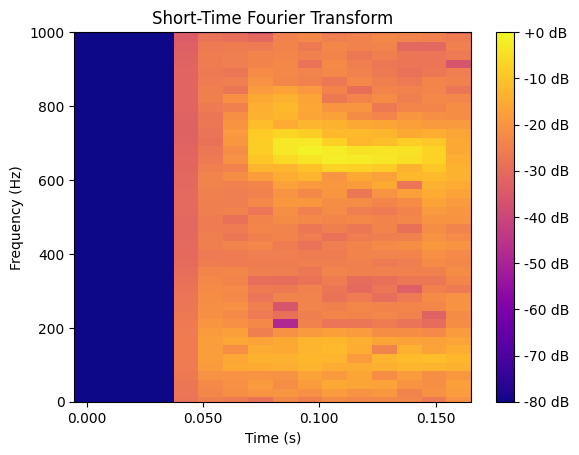 Short-Time Fourier Transform
1000
800
600
400
200
0
Frequency (Hz)
0.000
0.050
0.100
0.150
Time (s)
+0 dB
-10 dB
-20 dB
-30 dB
-40 dB
-50 dB
-60 dB
-70 dB
-80 dB